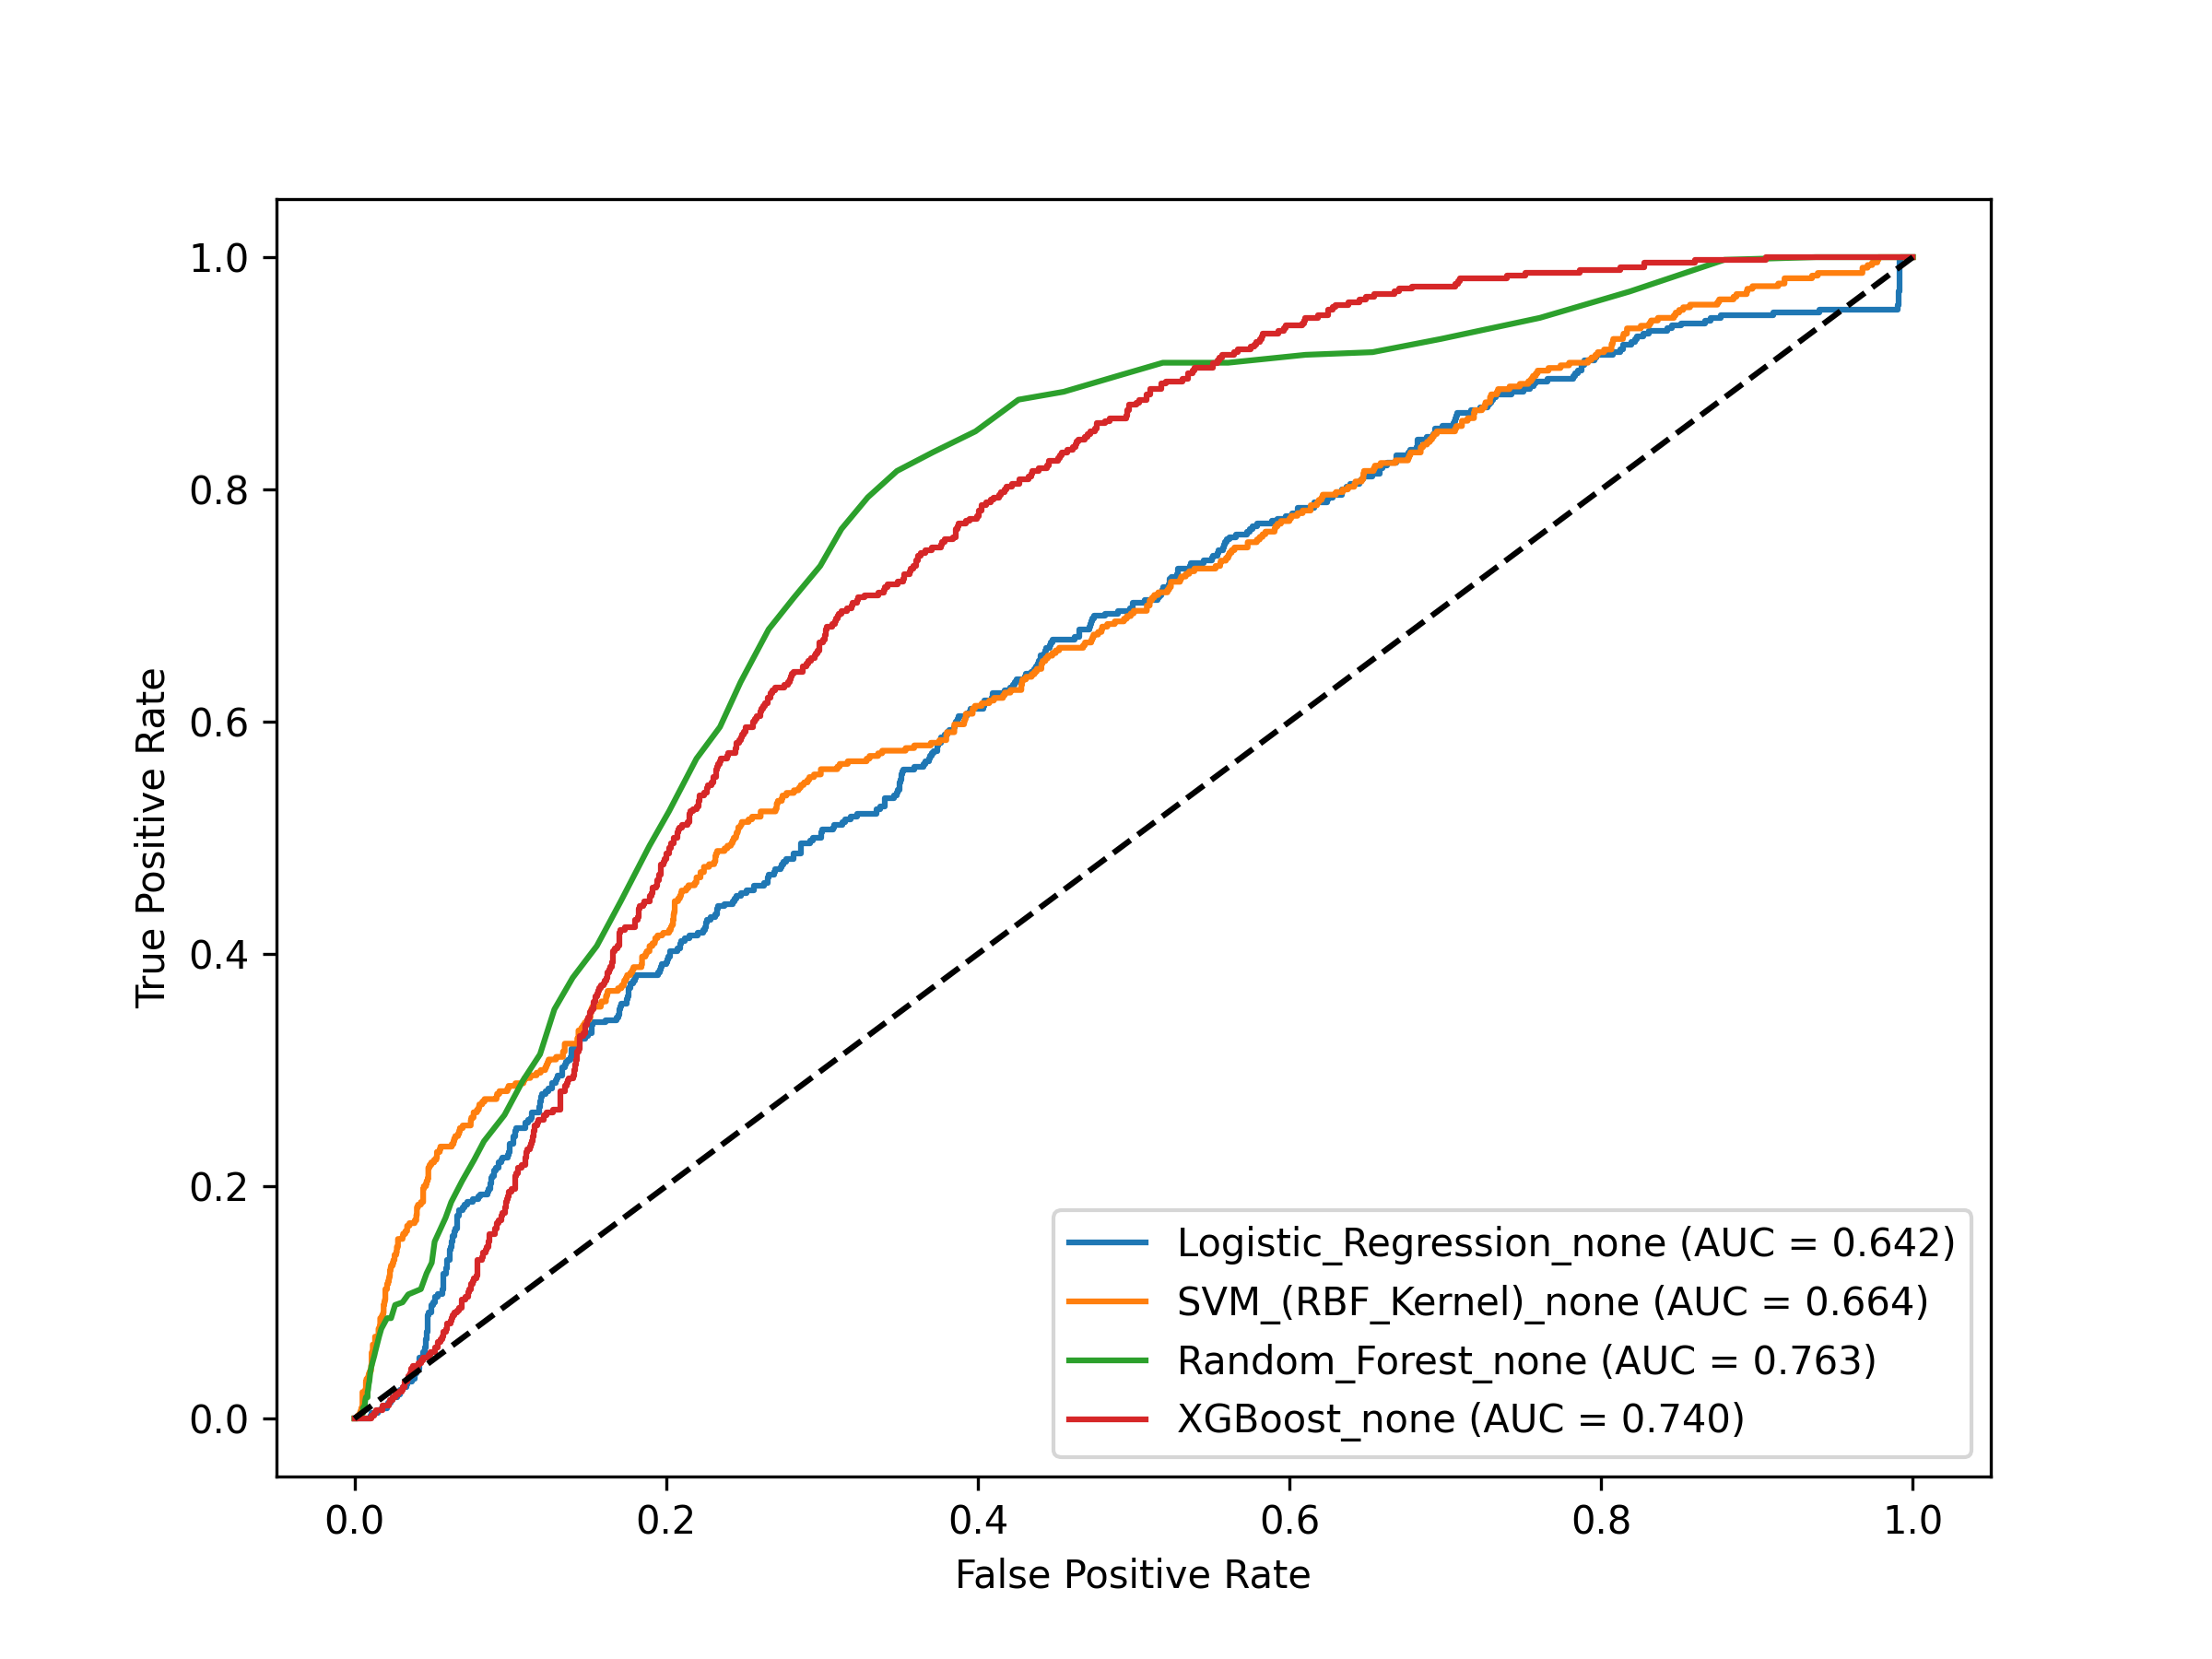 1.0
0.8
0.6
0.4
0.2
0.0
True Positive Rate
Logistic_Regression_none (AUC = 0.642)
SVM_(RBF_Kernel)_none (AUC = 0.664)
Random_Forest_none (AUC = 0.763)
XGBoost_none (AUC = 0.740)
0.0 0.2 0.4 0.6 0.8 1.0
False Positive Rate